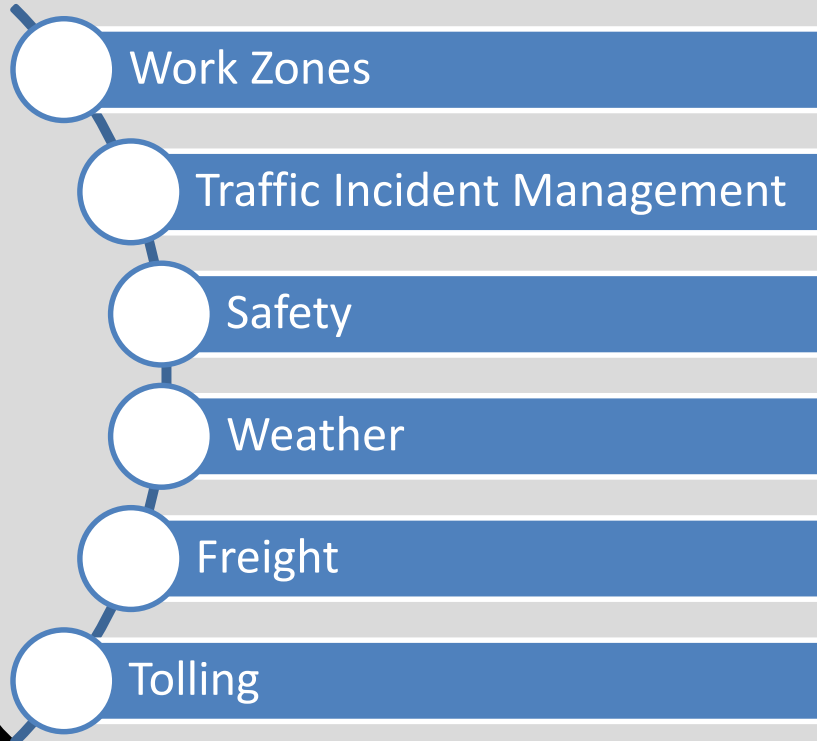 Work Zones
Traffic Incident Management
Safety
Weather
Freight
Tolling